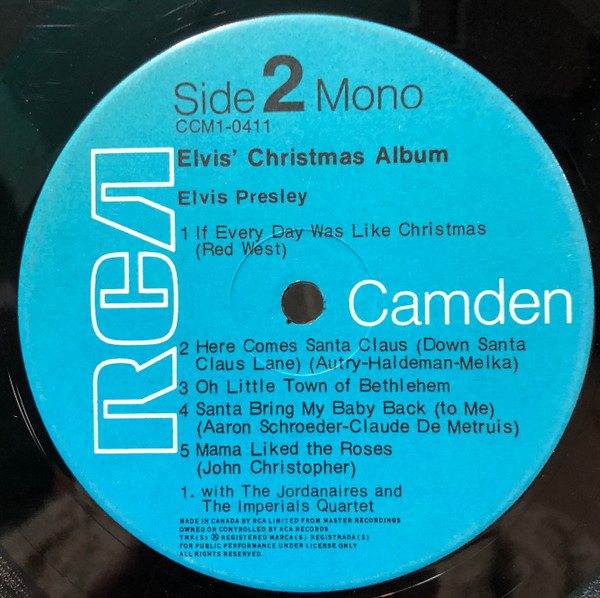 Side 2 Mono
CCM1-0411
Elvis' Christmas Album
Elvis Presley
1 If Every Day Was Like Christmas
(Red West)
RCA
Camden
2 Here Comes Santa Claus (Down Santa
Claus Lane) (Autry-Haldeman-Melka)
3 Oh Little Town of Bethlehem
4 Santa Bring My Baby Back (to Me)
(Aaron Schroeder-Claude De Metruis)
5 Mama Liked the Roses
(John Christopher)
1. with The Jordanaires and
The Imperials Quartet
MADE IN CANADA BY RCA LIMITED FROM MASTER RECORDINGS
OWNED OR CONTROLLED BY RCA RECORDS
TMK(S) ® REGISTERED MARCA(S) REGISTRADA(S)
FOR PUBLIC PERFORMANCE UNDER LICENSE ONLY
ALL RIGHTS RESERVED.